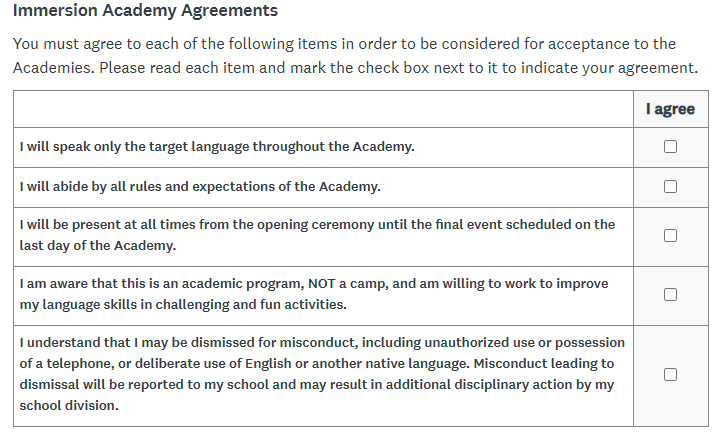 Immersion Academy Agreements
You must agree to each of the following items in order to be considered for acceptance to the
Academies. Please read each item and mark the check box next to it to indicate your agreement.
I agree
I will speak only the target language throughout the Academy.
I will abide by all rules and expectations of the Academy.
I will be present at all times from the opening ceremony until the final event scheduled on the
last day of the Academy.
I am aware that this is an academic program, NOT a camp, and am willing to work to improve
my language skills in challenging and fun activities.
I understand that I may be dismissed for misconduct, including unauthorized use or possession
of a telephone, or deliberate use of English or another native language. Misconduct leading to
dismissal will be reported to my school and may result in additional disciplinary action by my
school division.